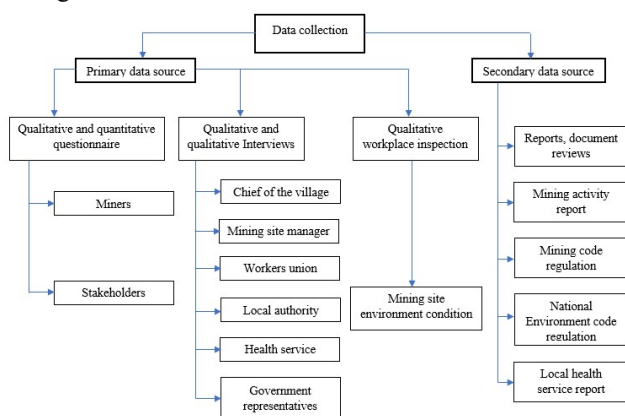 Data collection
Primary data source
Secondary data source
Qualitative and quantitative
questionnaire
Miners
Stakeholders
Qualitative and
qualitative Interviews
Chief of the village
Mining site manager
Workers union
Local authority
Health service
Government
representatives
Qualitative
workplace inspection
Mining site
environment condition
Reports, document
reviews
Mining activity
report
Mining code
regulation
National
Environment code
regulation
Local health
service report